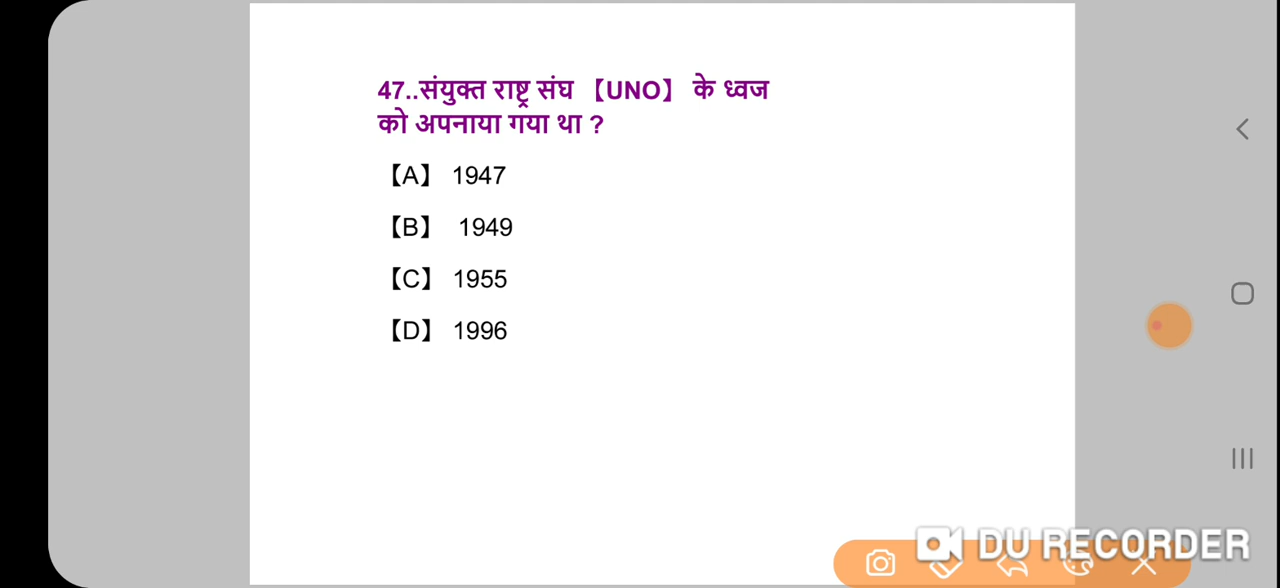 47..संयुक्त राष्ट्र संघ 【UNO】 के ध्वज
को अपनाया गया था ?
【A】 1947
【B】 1949
【C】 1955
【D】 1996
DU RECORDER